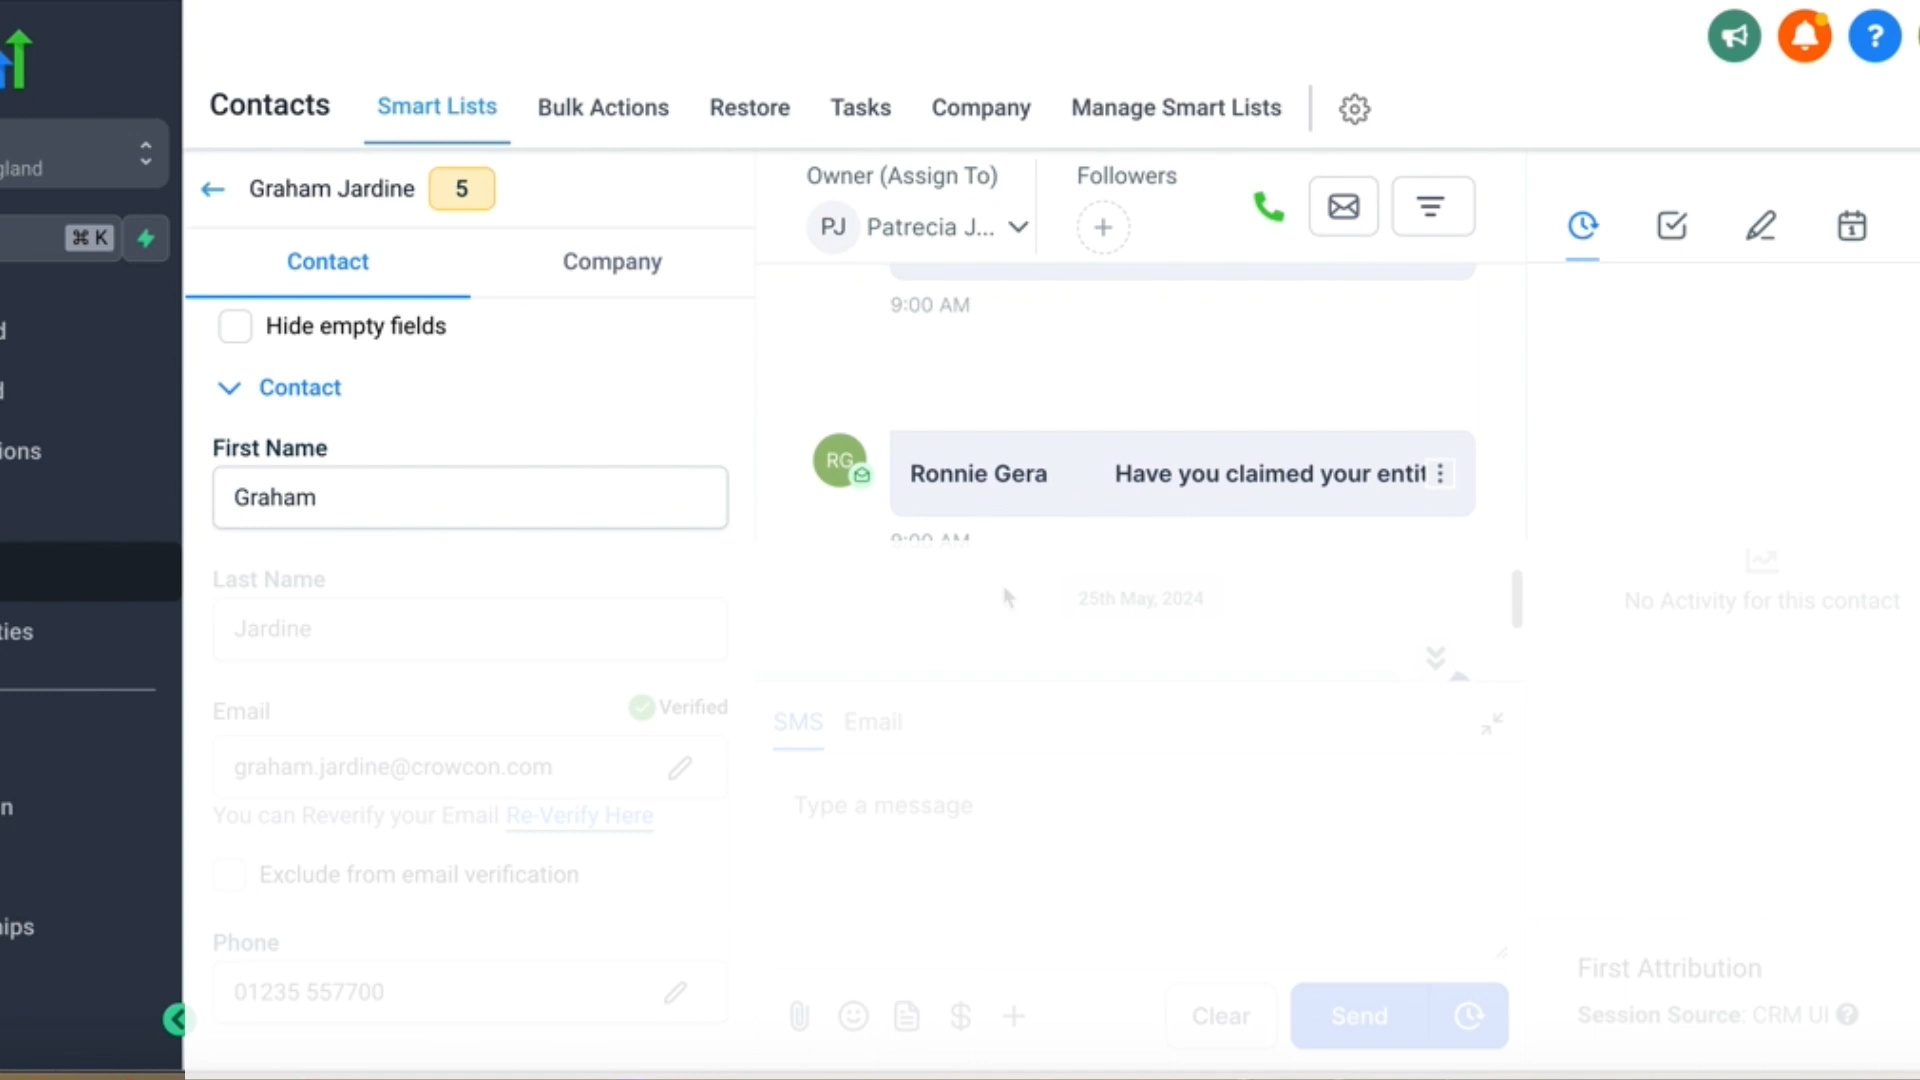 Contacts
Smart Lists
Bulk Actions
Restore
Tasks
Company
Manage Smart Lists
?
gland
⌘ K
ions
ties
n
hips
Graham Jardine
5
Contact
Company
Hide empty fields
Contact
First Name
Graham
Last Name
Jardine
Email
Verified
graham.jardine@crowcon.com
You can Reverify your Email Re-Verify Here
Exclude from email verification
Phone
01235 557700
Owner (Assign To)
PJ
Patrecia J...
Followers
9:00 AM
RG
Ronnie Gera
Have you claimed your entit
9:00 AM
25th May, 2024
SMS
Email
Type a message
Clear
Send
No Activity for this contact
First Attribution
Session Source: CRM UI